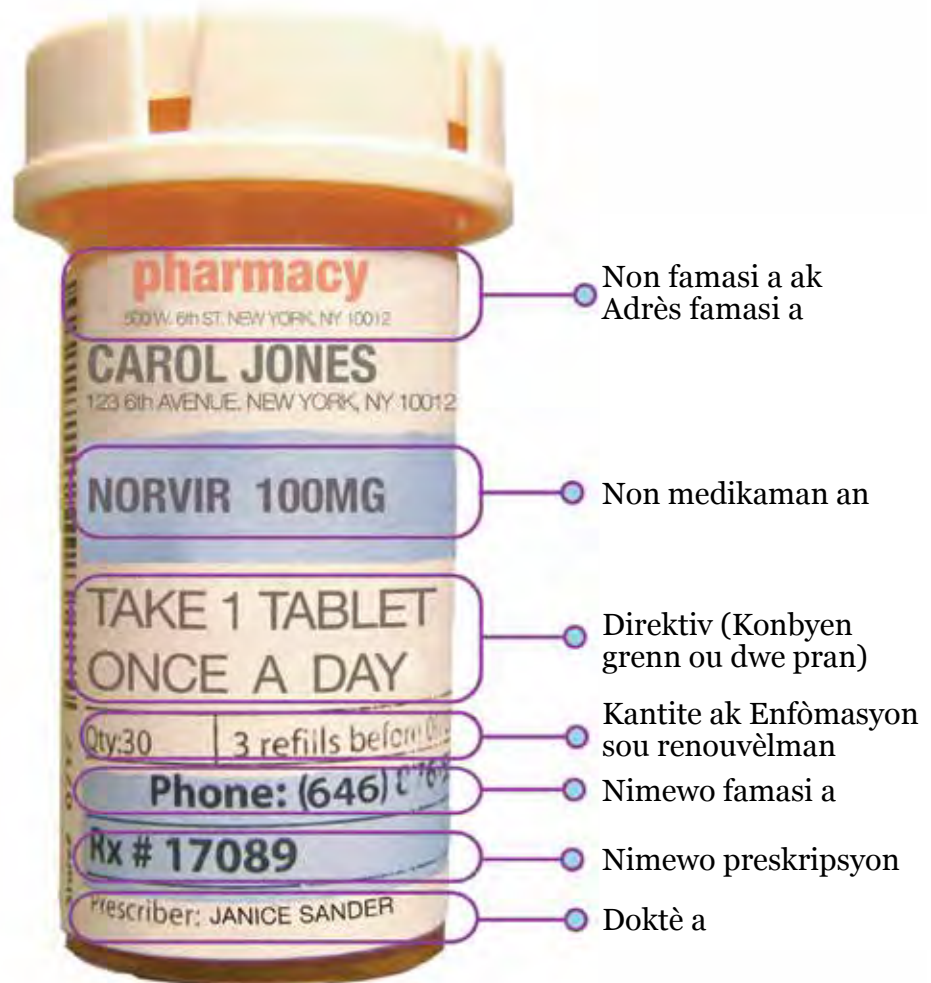 pharmacy
500 W. 6th ST. NEW YORK, NY 10012
CAROL JONES
123 6th AVENUE, NEW YORK, NY 10012
NORVIR 100MG
TAKE 1 TABLET
ONCE A DAY
Qty:30 3 refills before
Phone: (646)
Rx # 17089
Prescriber: JANICE SANDER
Non famasi a ak
Adrès famasi a
Non medikaman an
Direktiv (Konbyen
grenn ou dwe pran)
Kantite ak Enfòmasyon
sou renouvèlman
Nimewo famasi a
Nimewo preskripsyon
Doktè a